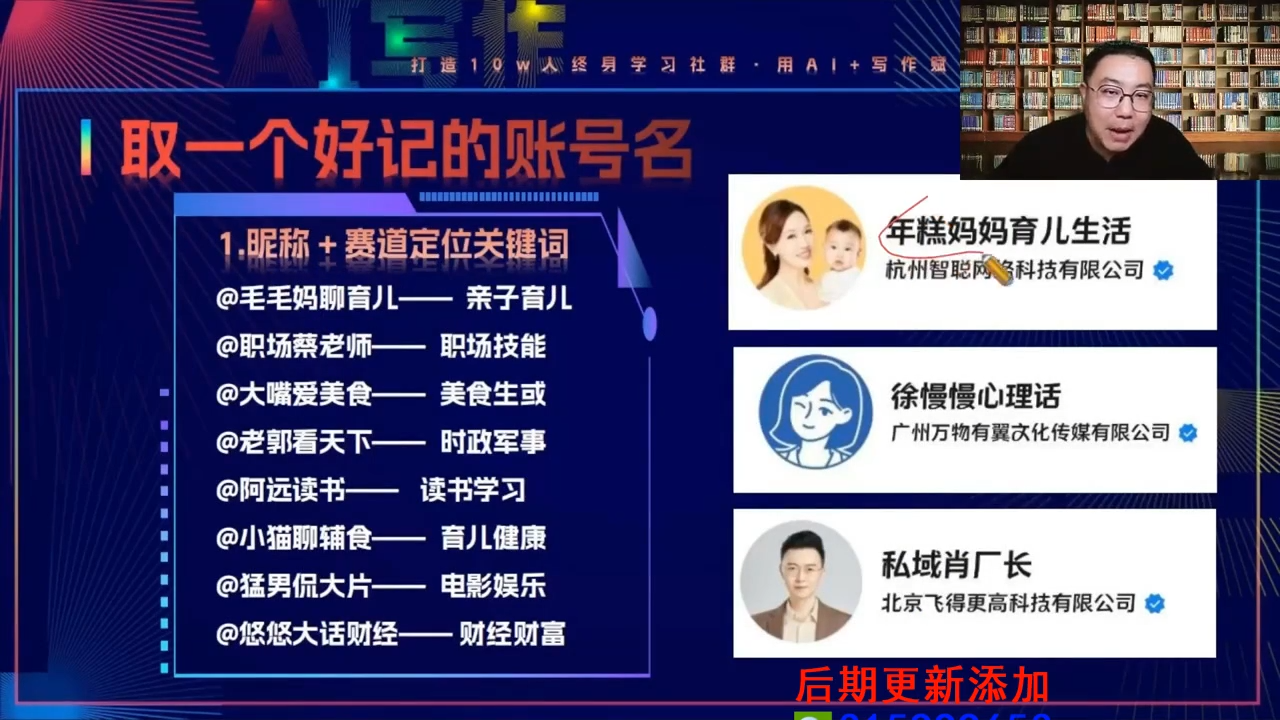 AI写作
打造10w人终身学习社群·用AI+写作赋
取一个好记的账号名
1.昵称+赛道定位关键词
@毛毛妈聊育儿—— 亲子育儿
@职场蔡老师—— 职场技能
@大嘴爱美食—— 美食生或
@老郭看天下—— 时政军事
@阿远读书—— 读书学习
@小猫聊辅食—— 育儿健康
@猛男侃大片—— 电影娱乐
@悠悠大话财经—— 财经财富
年糕妈妈育儿生活
杭州智聪网络科技有限公司
徐慢慢心理话
广州万物有翼文化传媒有限公司
私域肖厂长
北京飞得更高科技有限公司
后期更新添加